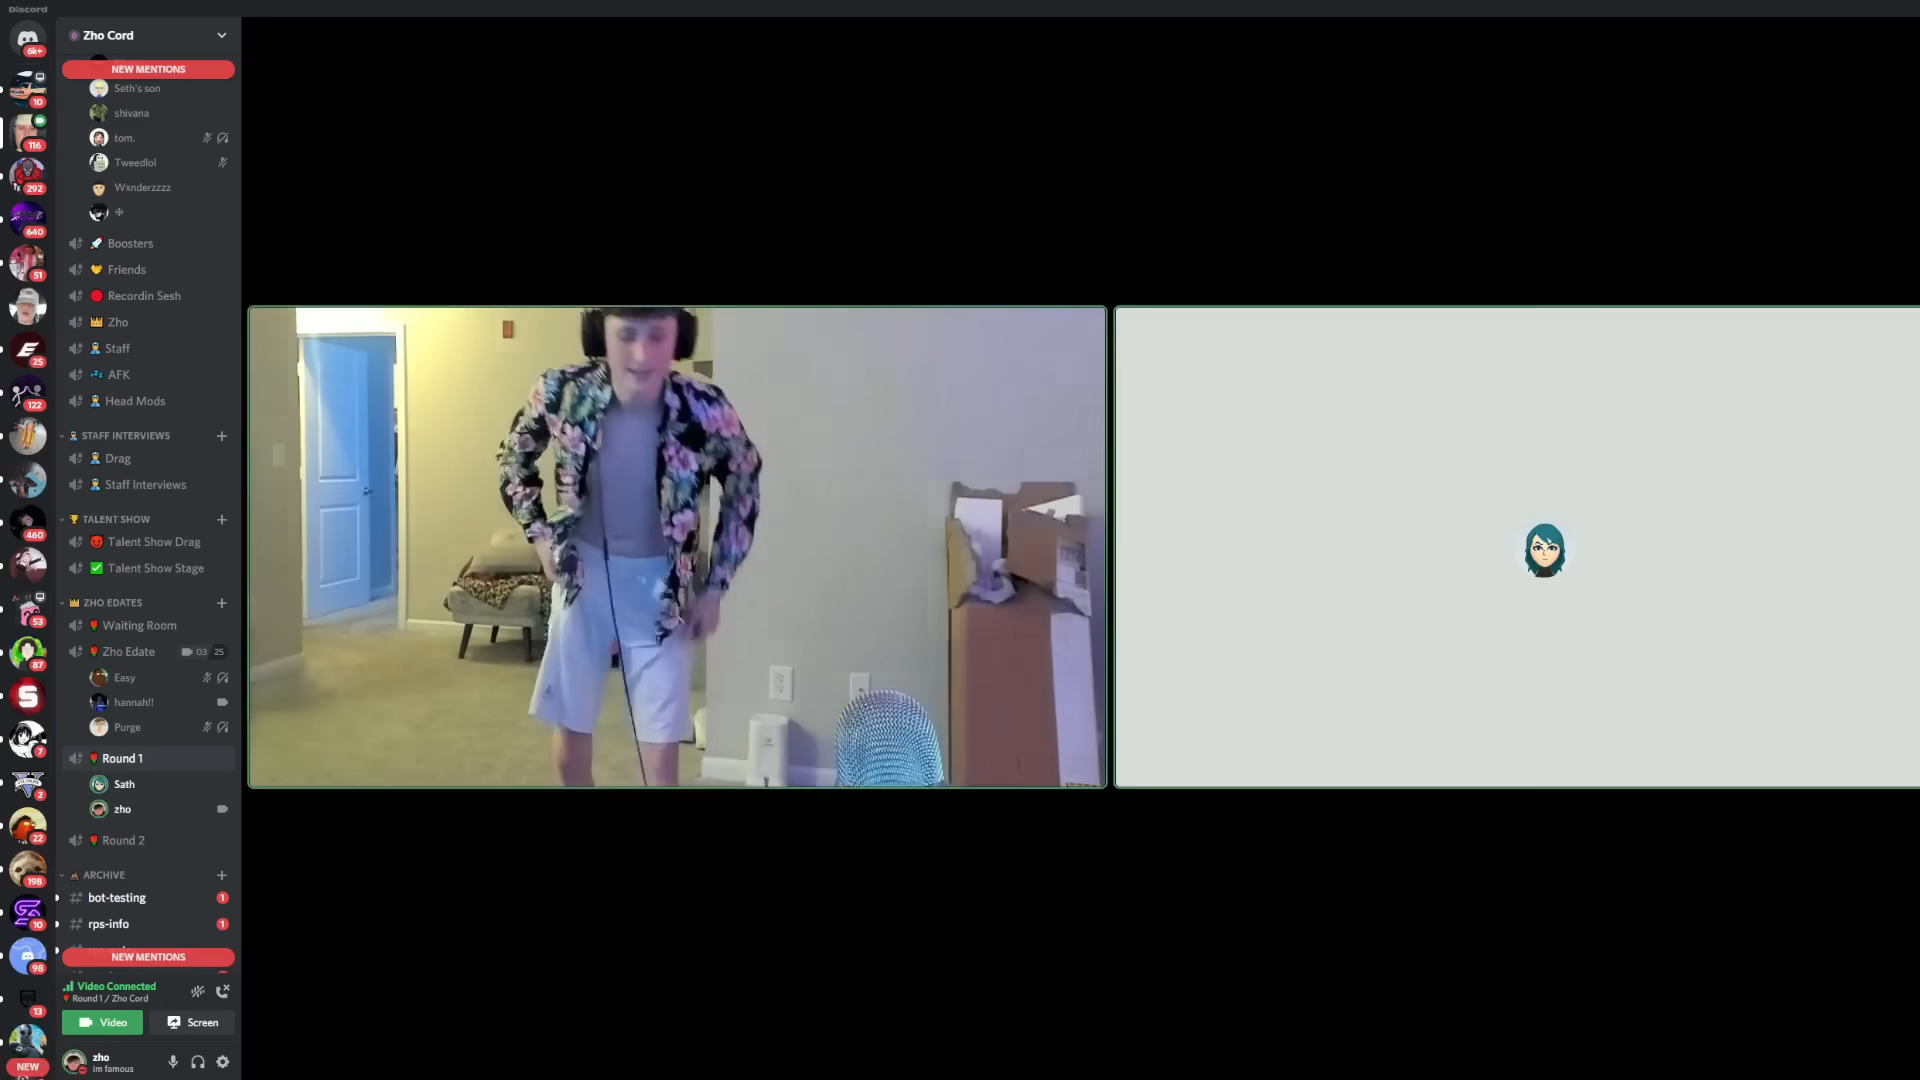 Discord
6k+
10
116
292
640
51
25
122
460
53
87
7
2
22
198
10
98
13
NEW
Zho Cord
NEW MENTIONS
Seth's son
shivana
tom.
Tweedlol
Wxnderzzzz
Boosters
Friends
Recordin Sesh
Zho
Staff
AFK
Head Mods
STAFF INTERVIEWS
Drag
Staff Interviews
TALENT SHOW
Talent Show Drag
Talent Show Stage
ZHO EDATES
Waiting Room
Zho Edate 03 25
Easy
hannah!!
Purge
Round 1
Sath
zho
Round 2
ARCHIVE
bot-testing 1
rps-info 1
NEW MENTIONS
Video Connected
Round 1 / Zho Cord
Video Screen
zho
im famous